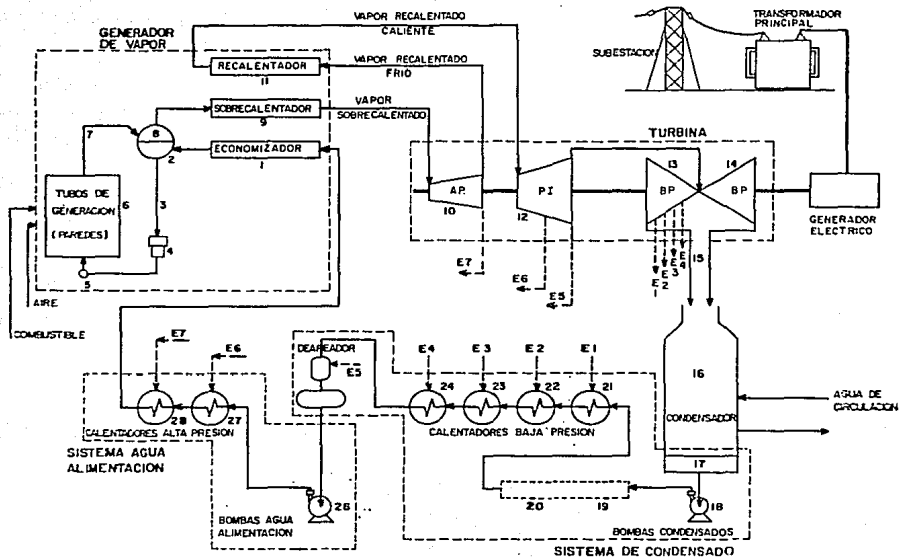 GENERADOR
DE VAPOR
VAPOR RECALENTADO
CALIENTE
VAPOR RECALENTADO
FRIO
RECALENTADOR
11
VAPOR
SOBRECALENTADO
SOBRECALENTADOR
9
ECONOMIZADOR
1
7
8
2
3
4
5
TUBOS DE
GENERACION
(PAREDES)
6
AIRE
COMBUSTIBLE
SUBESTACION
TRANSFORMADOR
PRINCIPAL
TURBINA
A.P.
10
P I
12
13
BP
14
BP
GENERADOR
ELECTRICO
E7
E6
E5
E2
E3
E4
15
16
CONDENSADOR
17
AGUA DE
CIRCULACION
18
BOMBAS CONDENSADOS
SISTEMA DE CONDENSADO
20
19
E4
E3
E2
E1
24
23
22
21
CALENTADORES BAJA PRESION
DEAREADOR
E5
E7
E6
28
27
CALENTADORES ALTA PRESION
SISTEMA AGUA
ALIMENTACION
26
BOMBAS AGUA
ALIMENTACION